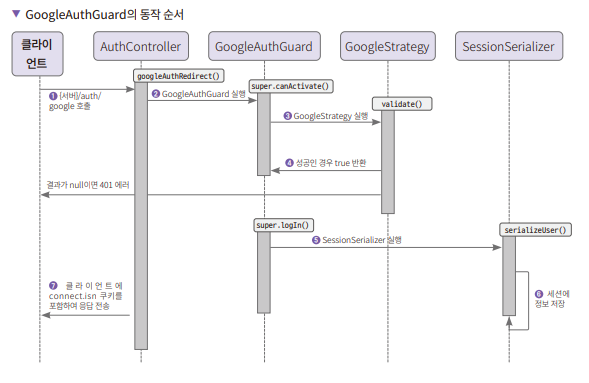 ▼ GoogleAuthGuard의 동작 순서
클라이
언트
AuthController
GoogleAuthGuard
GoogleStrategy
SessionSerializer
googleAuthRedirect()
❶ {서버}/auth/
google 호출
❷ GoogleAuthGuard 실행
super.canActivate()
❸ GoogleStrategy 실행
validate()
❹ 성공인 경우 true 반환
결과가 null이면 401 에러
super.logIn()
❺ SessionSerializer 실행
serializeUser()
❻ 세션에
정보 저장
❼ 클라이언트에
connect.isn 쿠키를
포함하여 응답 전송